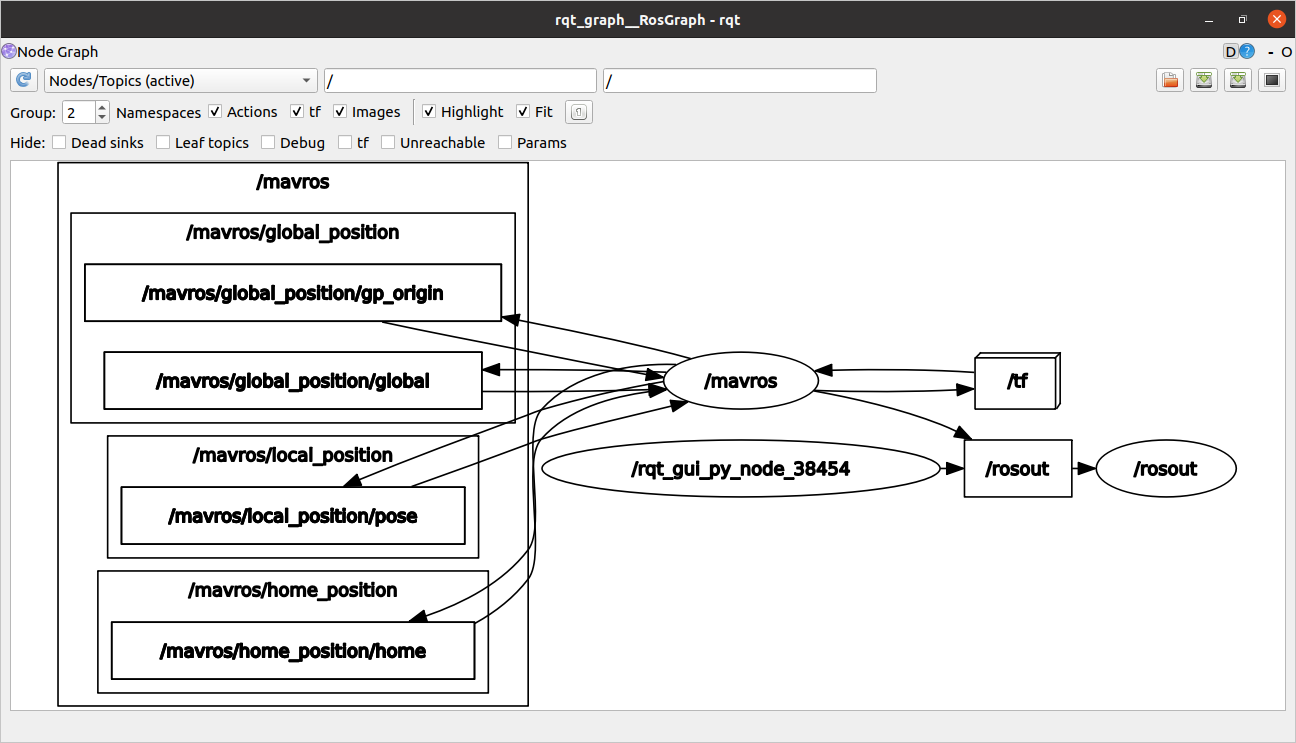 rqt_graph__RosGraph - rqt
Node Graph
D ? - O
Nodes/Topics (active) / /
Group: 2 Namespaces Actions tf Images Highlight Fit
Hide: Dead sinks Leaf topics Debug tf Unreachable Params
/mavros
/mavros/global_position
/mavros/global_position/gp_origin
/mavros/global_position/global
/mavros/local_position
/mavros/local_position/pose
/mavros/home_position
/mavros/home_position/home
/mavros
/tf
/rqt_gui_py_node_38454
/rosout
/rosout